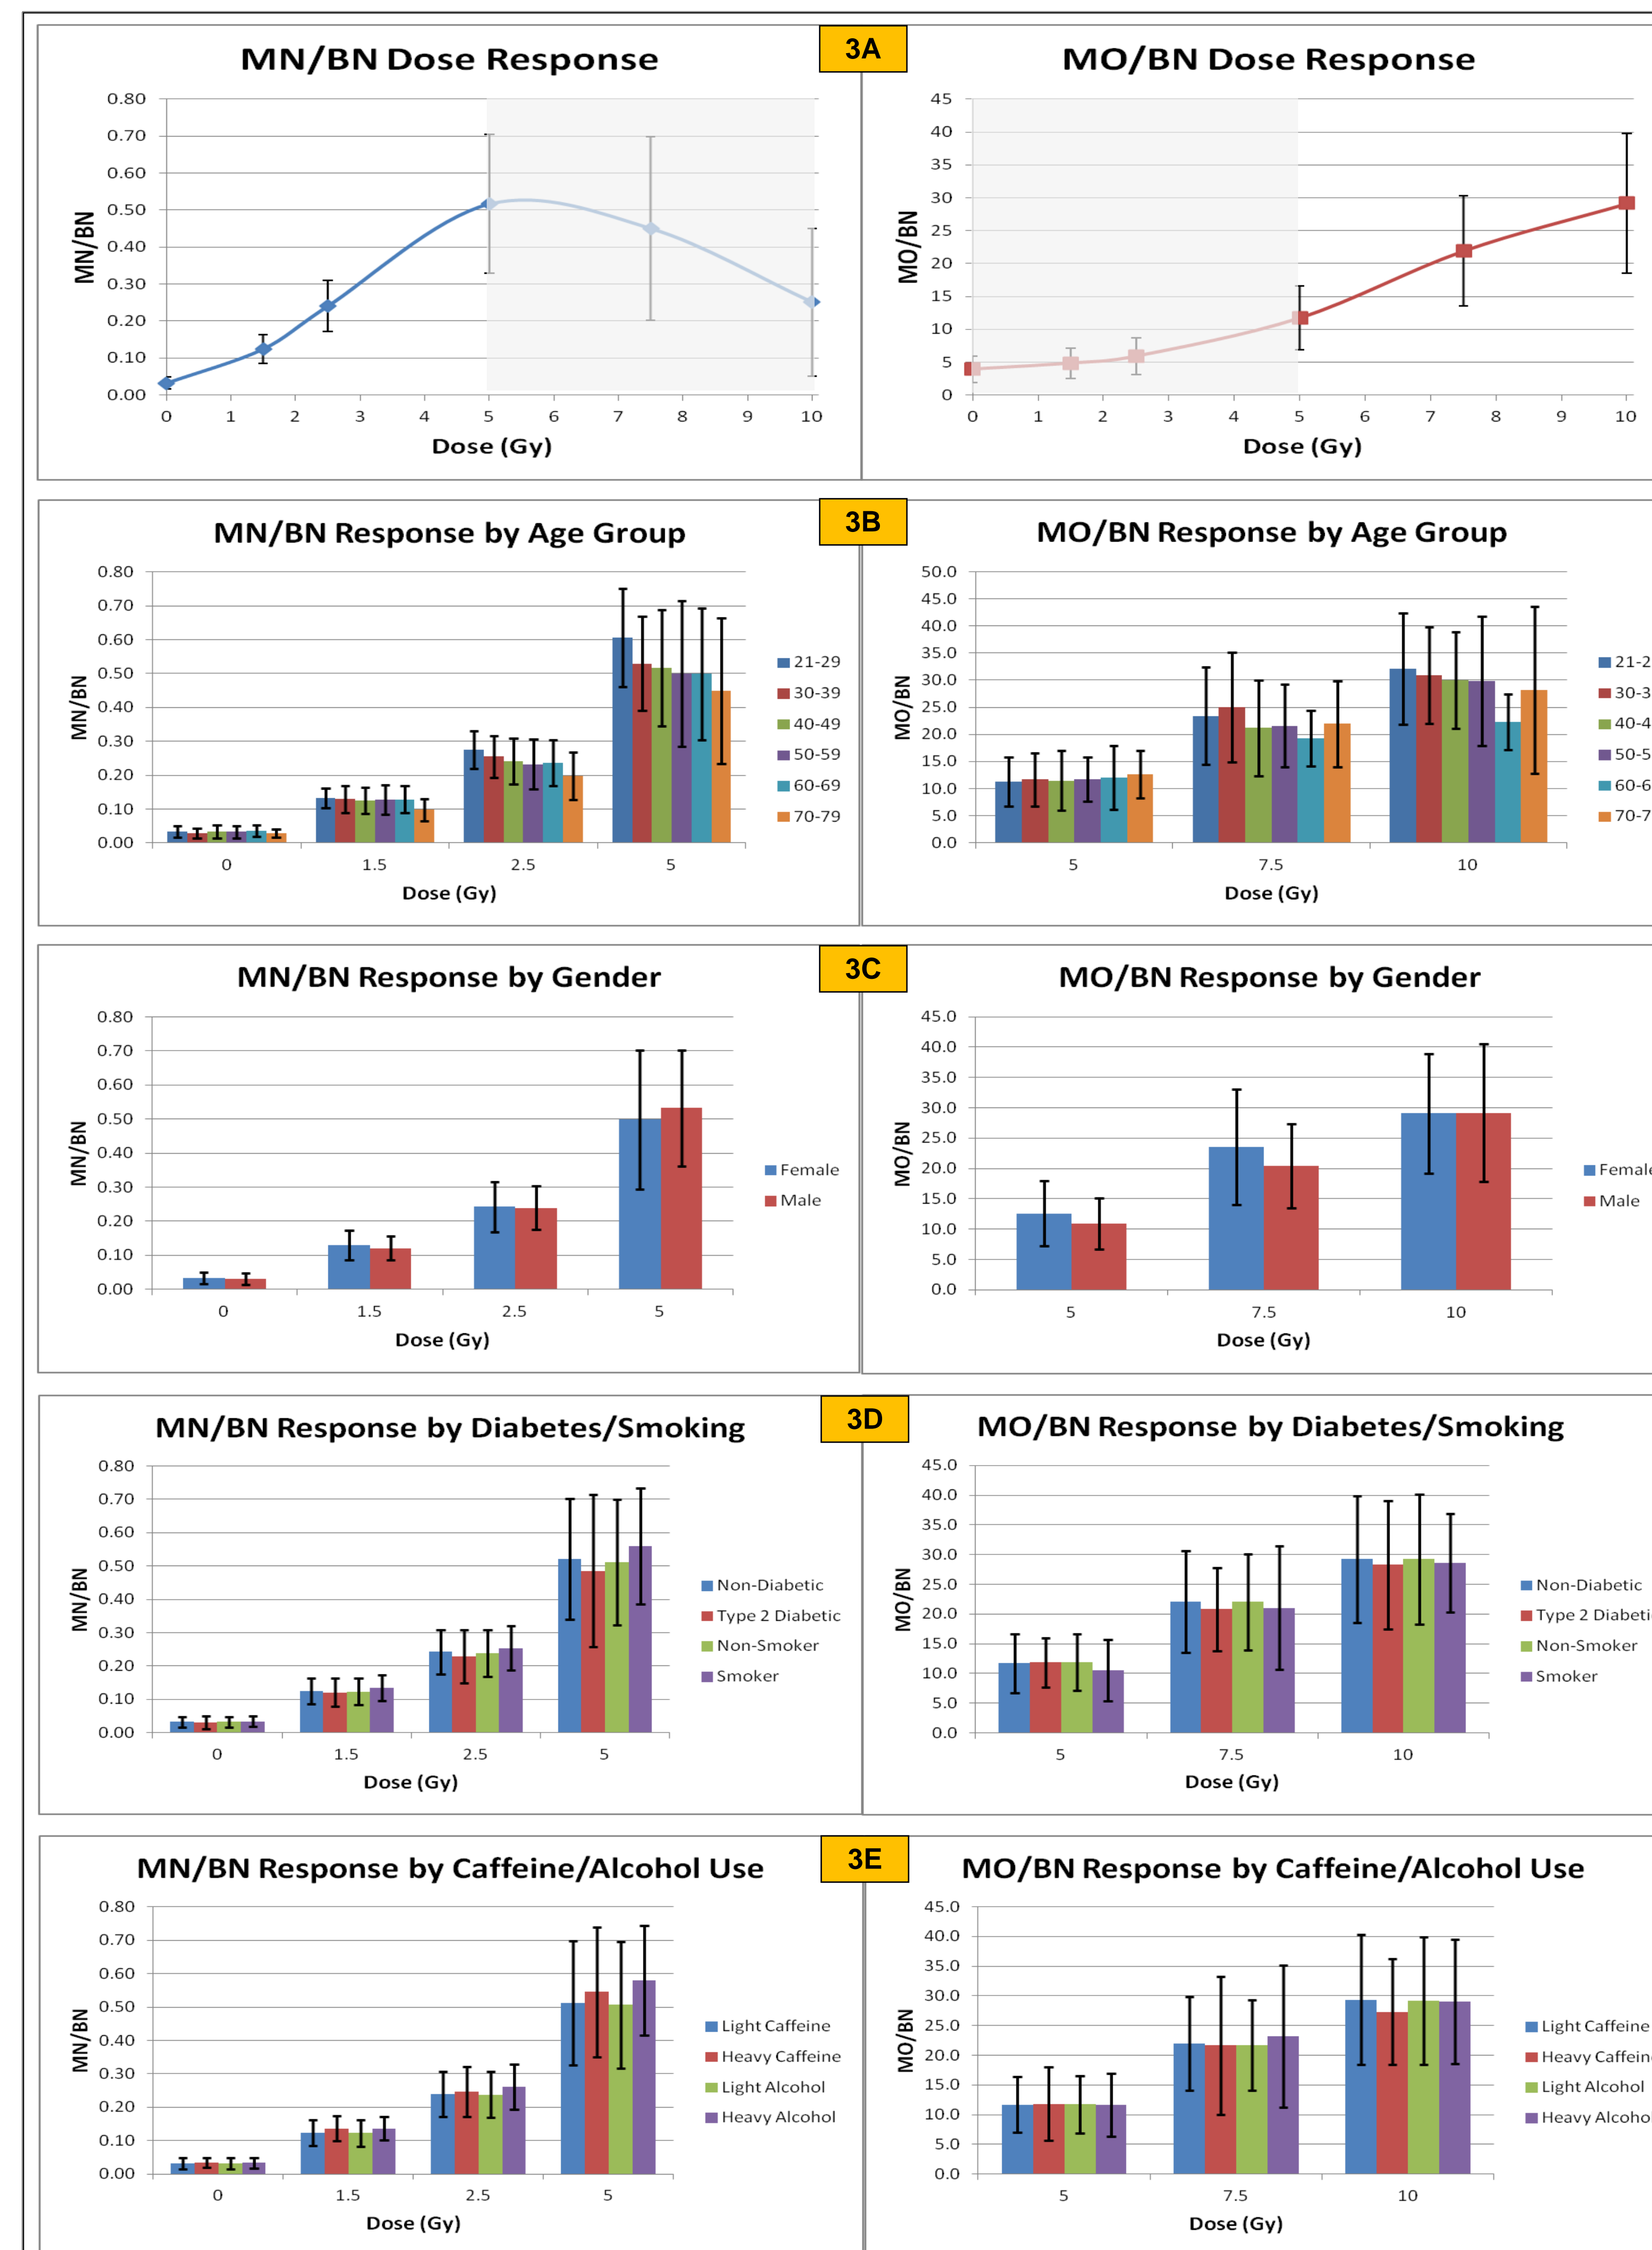 3A
MN/BN Dose Response
0.80
0.70
0.60
0.50
0.40
0.30
0.20
0.10
0.00
MN/BN
0 1 2 3 4 5 6 7 8 9 10
Dose (Gy)
MO/BN Dose Response
45
40
35
30
25
20
15
10
5
0
MO/BN
0 1 2 3 4 5 6 7 8 9 10
Dose (Gy)
3B
MN/BN Response by Age Group
0.80
0.70
0.60
0.50
0.40
0.30
0.20
0.10
0.00
MN/BN
0 1.5 2.5 5
Dose (Gy)
21-29
30-39
40-49
50-59
60-69
70-79
MO/BN Response by Age Group
50.0
45.0
40.0
35.0
30.0
25.0
20.0
15.0
10.0
5.0
0.0
MO/BN
5 7.5 10
Dose (Gy)
21-2
30-3
40-4
50-5
60-6
70-7
3C
MN/BN Response by Gender
0.80
0.70
0.60
0.50
0.40
0.30
0.20
0.10
0.00
MN/BN
0 1.5 2.5 5
Dose (Gy)
Female
Male
MO/BN Response by Gender
45.0
40.0
35.0
30.0
25.0
20.0
15.0
10.0
5.0
0.0
MO/BN
5 7.5 10
Dose (Gy)
Female
Male
3D
MN/BN Response by Diabetes/Smoking
0.80
0.70
0.60
0.50
0.40
0.30
0.20
0.10
0.00
MN/BN
0 1.5 2.5 5
Dose (Gy)
Non-Diabetic
Type 2 Diabetic
Non-Smoker
Smoker
MO/BN Response by Diabetes/Smoking
45.0
40.0
35.0
30.0
25.0
20.0
15.0
10.0
5.0
0.0
MO/BN
5 7.5 10
Dose (Gy)
Non-Diabetic
Type 2 Diabeti
Non-Smoker
Smoker
3E
MN/BN Response by Caffeine/Alcohol Use
0.80
0.70
0.60
0.50
0.40
0.30
0.20
0.10
0.00
MN/BN
0 1.5 2.5 5
Dose (Gy)
Light Caffeine
Heavy Caffeine
Light Alcohol
Heavy Alcohol
MO/BN Response by Caffeine/Alcohol Use
45.0
40.0
35.0
30.0
25.0
20.0
15.0
10.0
5.0
0.0
MO/BN
5 7.5 10
Dose (Gy)
Light Caffeine
Heavy Caffein
Light Alcohol
Heavy Alcoho